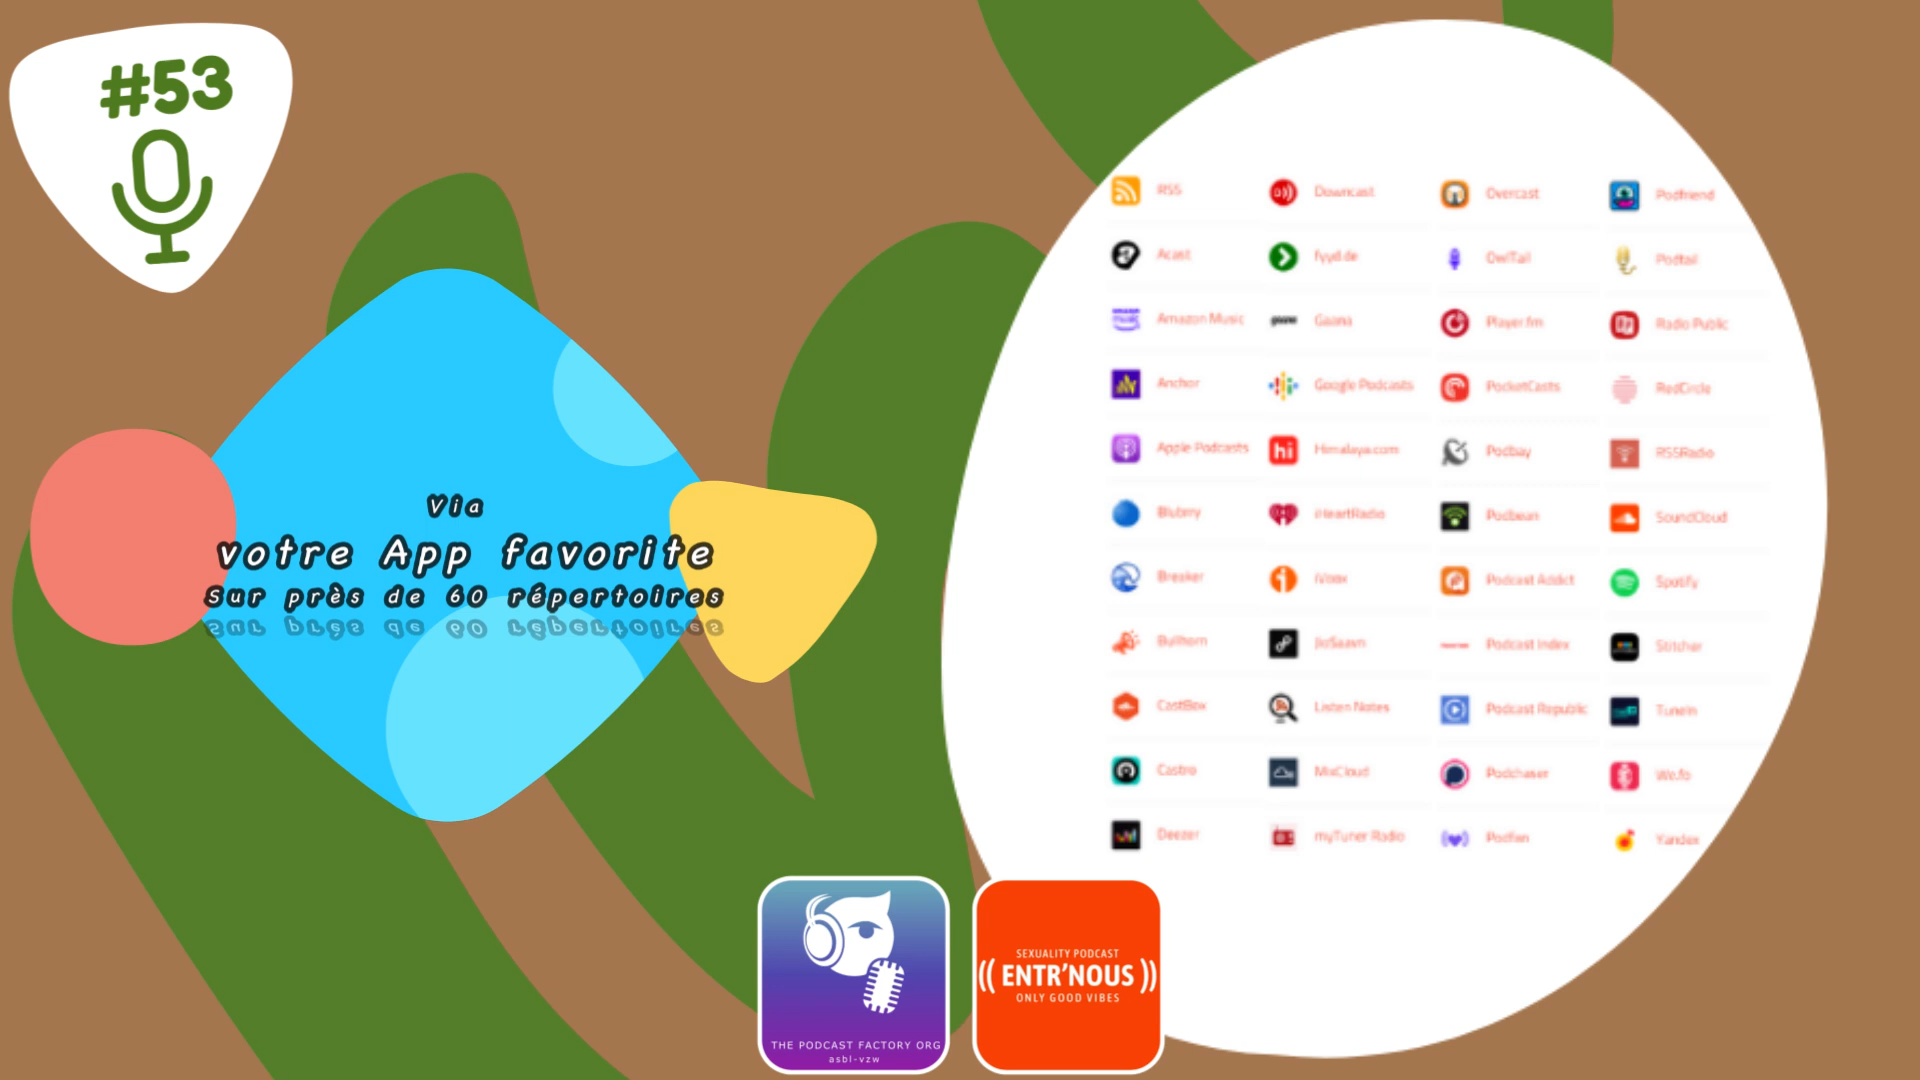 #53
Via
votre App favorite
Sur près de 60 répertoires
RSS
Downcast
Overcast
Podfriend
Acast
fyyd.de
OwlTail
Podtail
Amazon Music
Gaana
Player.fm
Radio Public
Anchor
Google Podcasts
PocketCasts
RedCircle
Apple Podcasts
Himalaya.com
Podbay
RSSRadio
Blubrry
iHeartRadio
Podbean
SoundCloud
Breaker
iVoox
Podcast Addict
Spotify
Bullhorn
JioSaavn
Podcast Index
Stitcher
CastBox
Listen Notes
Podcast Republic
TuneIn
Castro
MixCloud
Podchaser
We.fo
Deezer
myTuner Radio
Podfan
Yandex
THE PODCAST FACTORY ORG
asbl-vzw
SEXUALITY PODCAST
(( ENTR'NOUS ))
ONLY GOOD VIBES